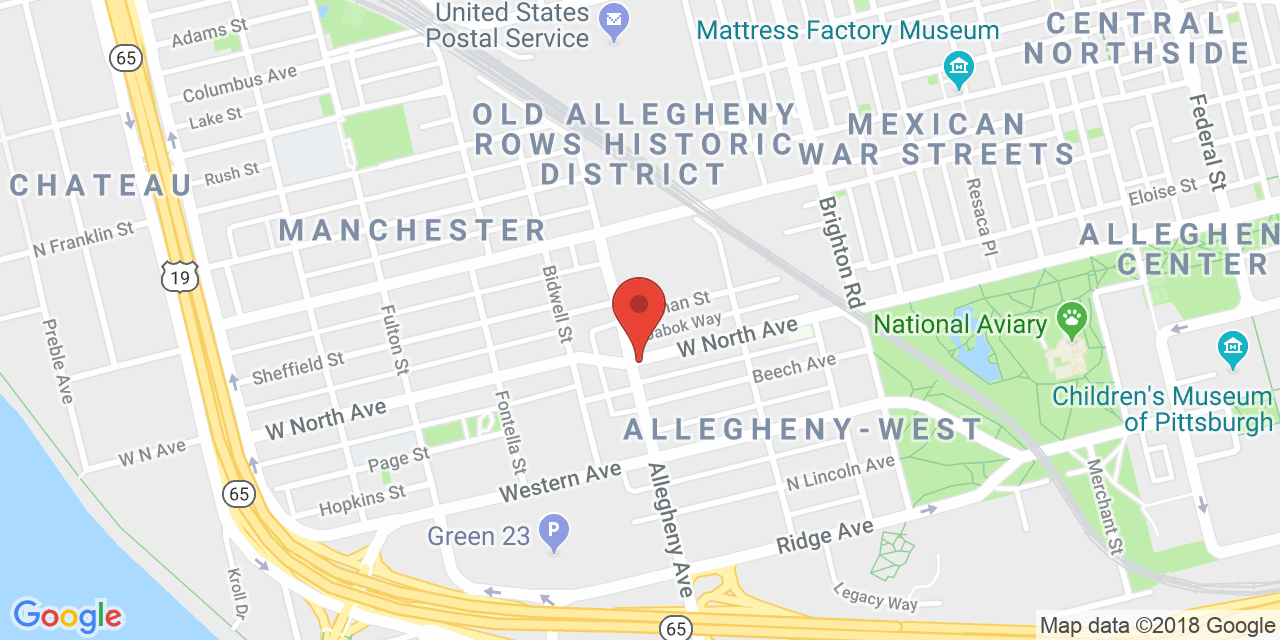 United States
Postal Service
Mattress Factory Museum
CENTRAL
NORTHSIDE
Adams St
65
Columbus Ave
Lake St
Federal St
OLD ALLEGHENY
ROWS HISTORIC
DISTRICT
MEXICAN
WAR STREETS
Rush St
CHATEAU
Resaca Pl
Eloise St
N Franklin St
MANCHESTER
Brighton Rd
ALLEGHEN
CENTER
19
Bidwell St
Fulton St
Preble Ave
man St
Sabok Way
W North Ave
National Aviary
Sheffield St
Beech Ave
Children's Museum
of Pittsburgh
W North Ave
Fontella St
ALLEGHENY-WEST
W N Ave
Page St
Western Ave
N Lincoln Ave
Merchant St
65
Hopkins St
Allegheny Ave
Green 23
P
Ridge Ave
Kroll Dr
Legacy Way
65
Google
Map data ©2018 Google